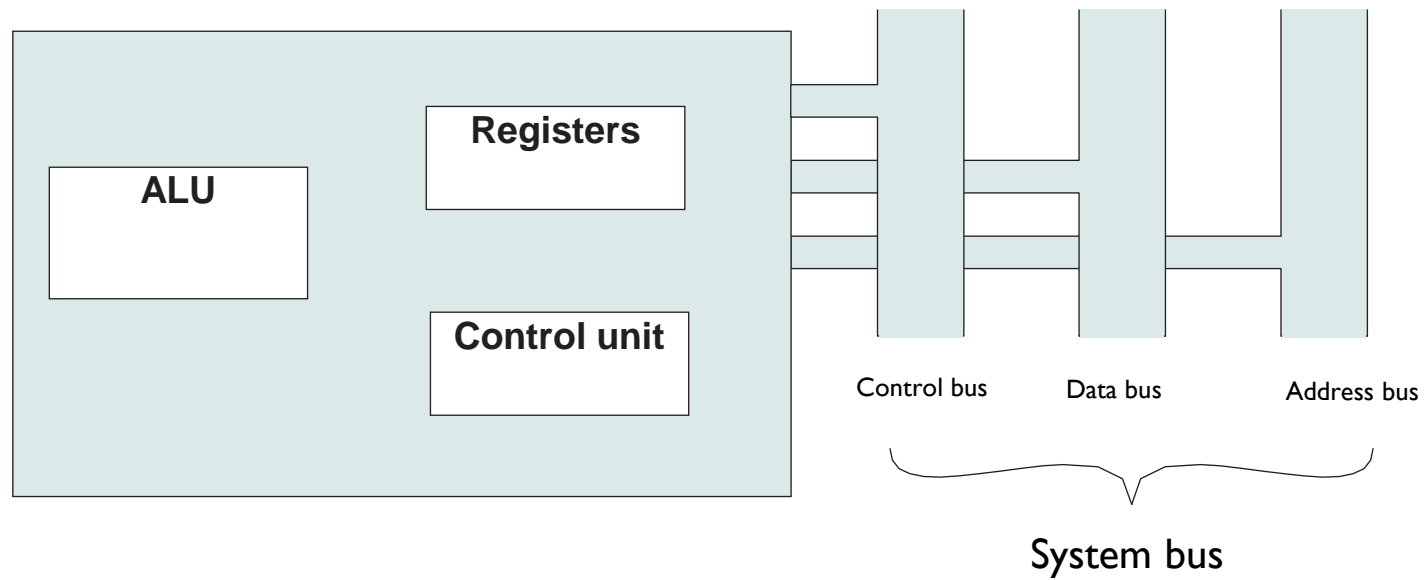 Registers
ALU
Control unit
Control bus
Data bus
Address bus
System bus